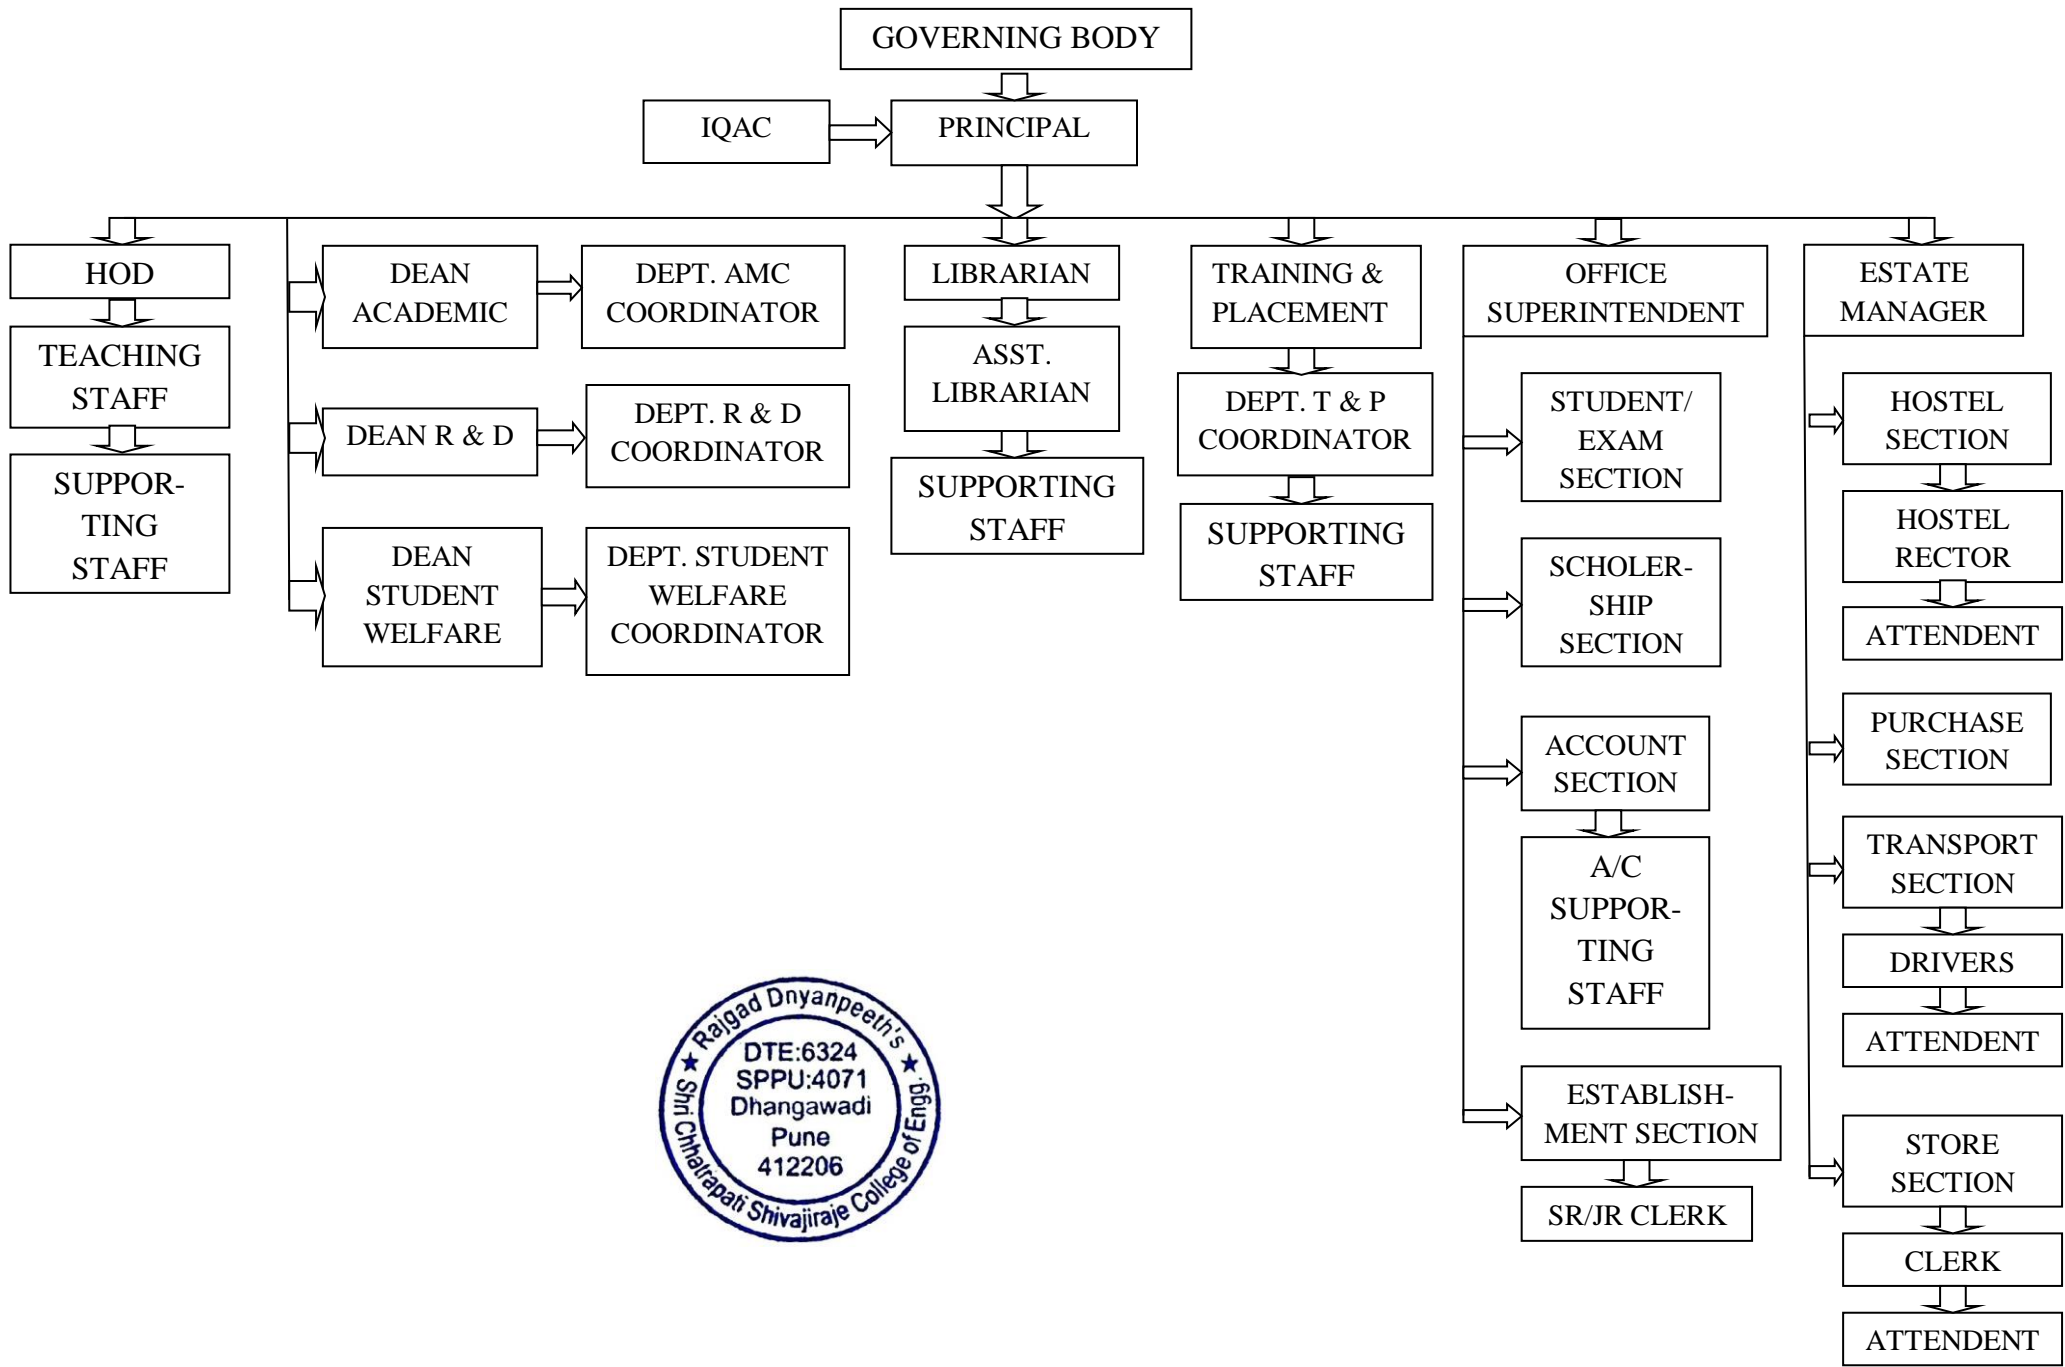 GOVERNING BODY
IQAC
PRINCIPAL
HOD
TEACHING
STAFF
SUPPOR-
TING
STAFF
DEAN
ACADEMIC
DEPT. AMC
COORDINATOR
DEAN R & D
DEPT. R & D
COORDINATOR
DEAN
STUDENT
WELFARE
DEPT. STUDENT
WELFARE
COORDINATOR
LIBRARIAN
ASST.
LIBRARIAN
SUPPORTING
STAFF
TRAINING &
PLACEMENT
DEPT. T & P
COORDINATOR
SUPPORTING
STAFF
OFFICE
SUPERINTENDENT
STUDENT/
EXAM
SECTION
SCHOLER-
SHIP
SECTION
ACCOUNT
SECTION
A/C
SUPPOR-
TING
STAFF
ESTABLISH-
MENT SECTION
SR/JR CLERK
ESTATE
MANAGER
HOSTEL
SECTION
HOSTEL
RECTOR
ATTENDENT
PURCHASE
SECTION
TRANSPORT
SECTION
DRIVERS
ATTENDENT
STORE
SECTION
CLERK
ATTENDENT
★ Rajgad Dnyanpeeth's ★
Shri Chhatrapati Shivajiraje College of Engg.
DTE:6324
SPPU:4071
Dhangawadi
Pune
412206